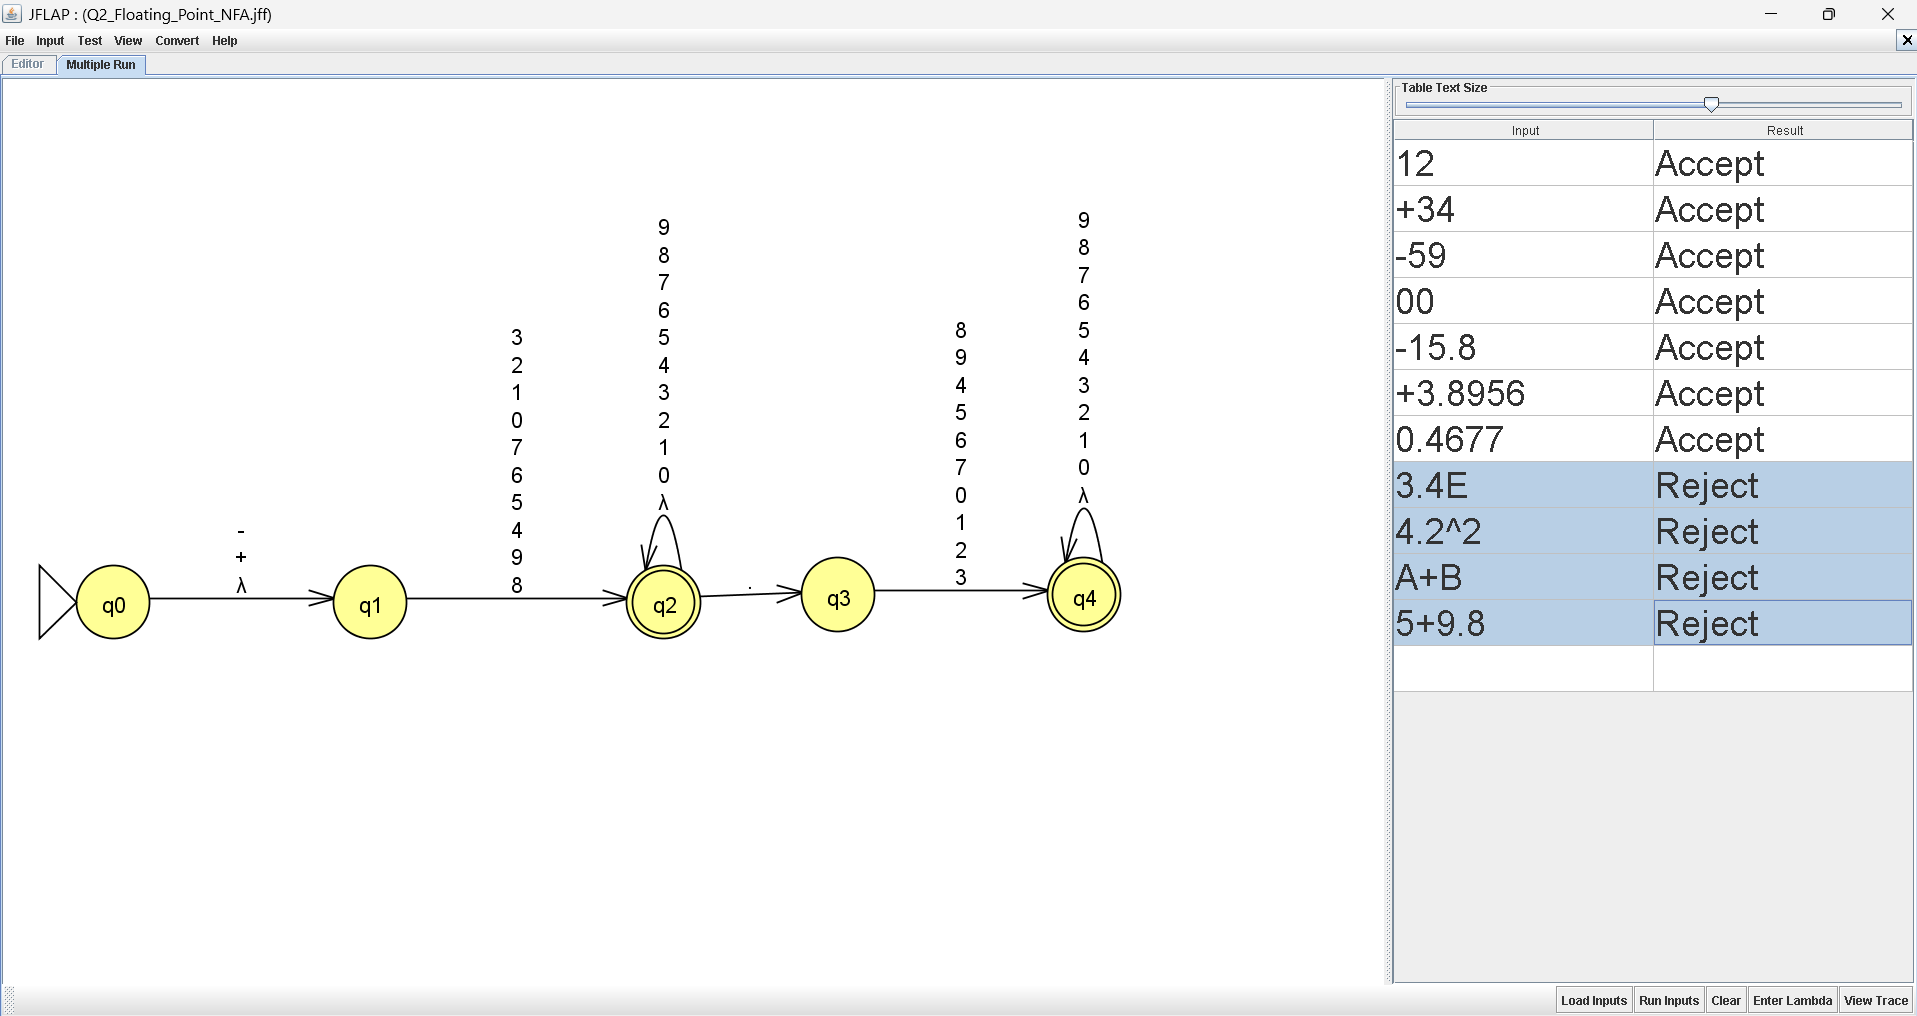 JFLAP : (Q2_Floating_Point_NFA.jff)
File Input Test View Convert Help
Editor Multiple Run
Table Text Size
Input Result
12 Accept
+34 Accept
-59 Accept
00 Accept
-15.8 Accept
+3.8956 Accept
0.4677 Accept
3.4E Reject
4.2^2 Reject
A+B Reject
5+9.8 Reject
-
+
λ
3
2
1
0
7
6
5
4
9
8
9
8
7
6
5
4
3
2
1
0
λ
.
8
9
4
5
6
7
0
1
2
3
9
8
7
6
5
4
3
2
1
0
λ
q0 q1 q2 q3 q4
Load Inputs Run Inputs Clear Enter Lambda View Trace